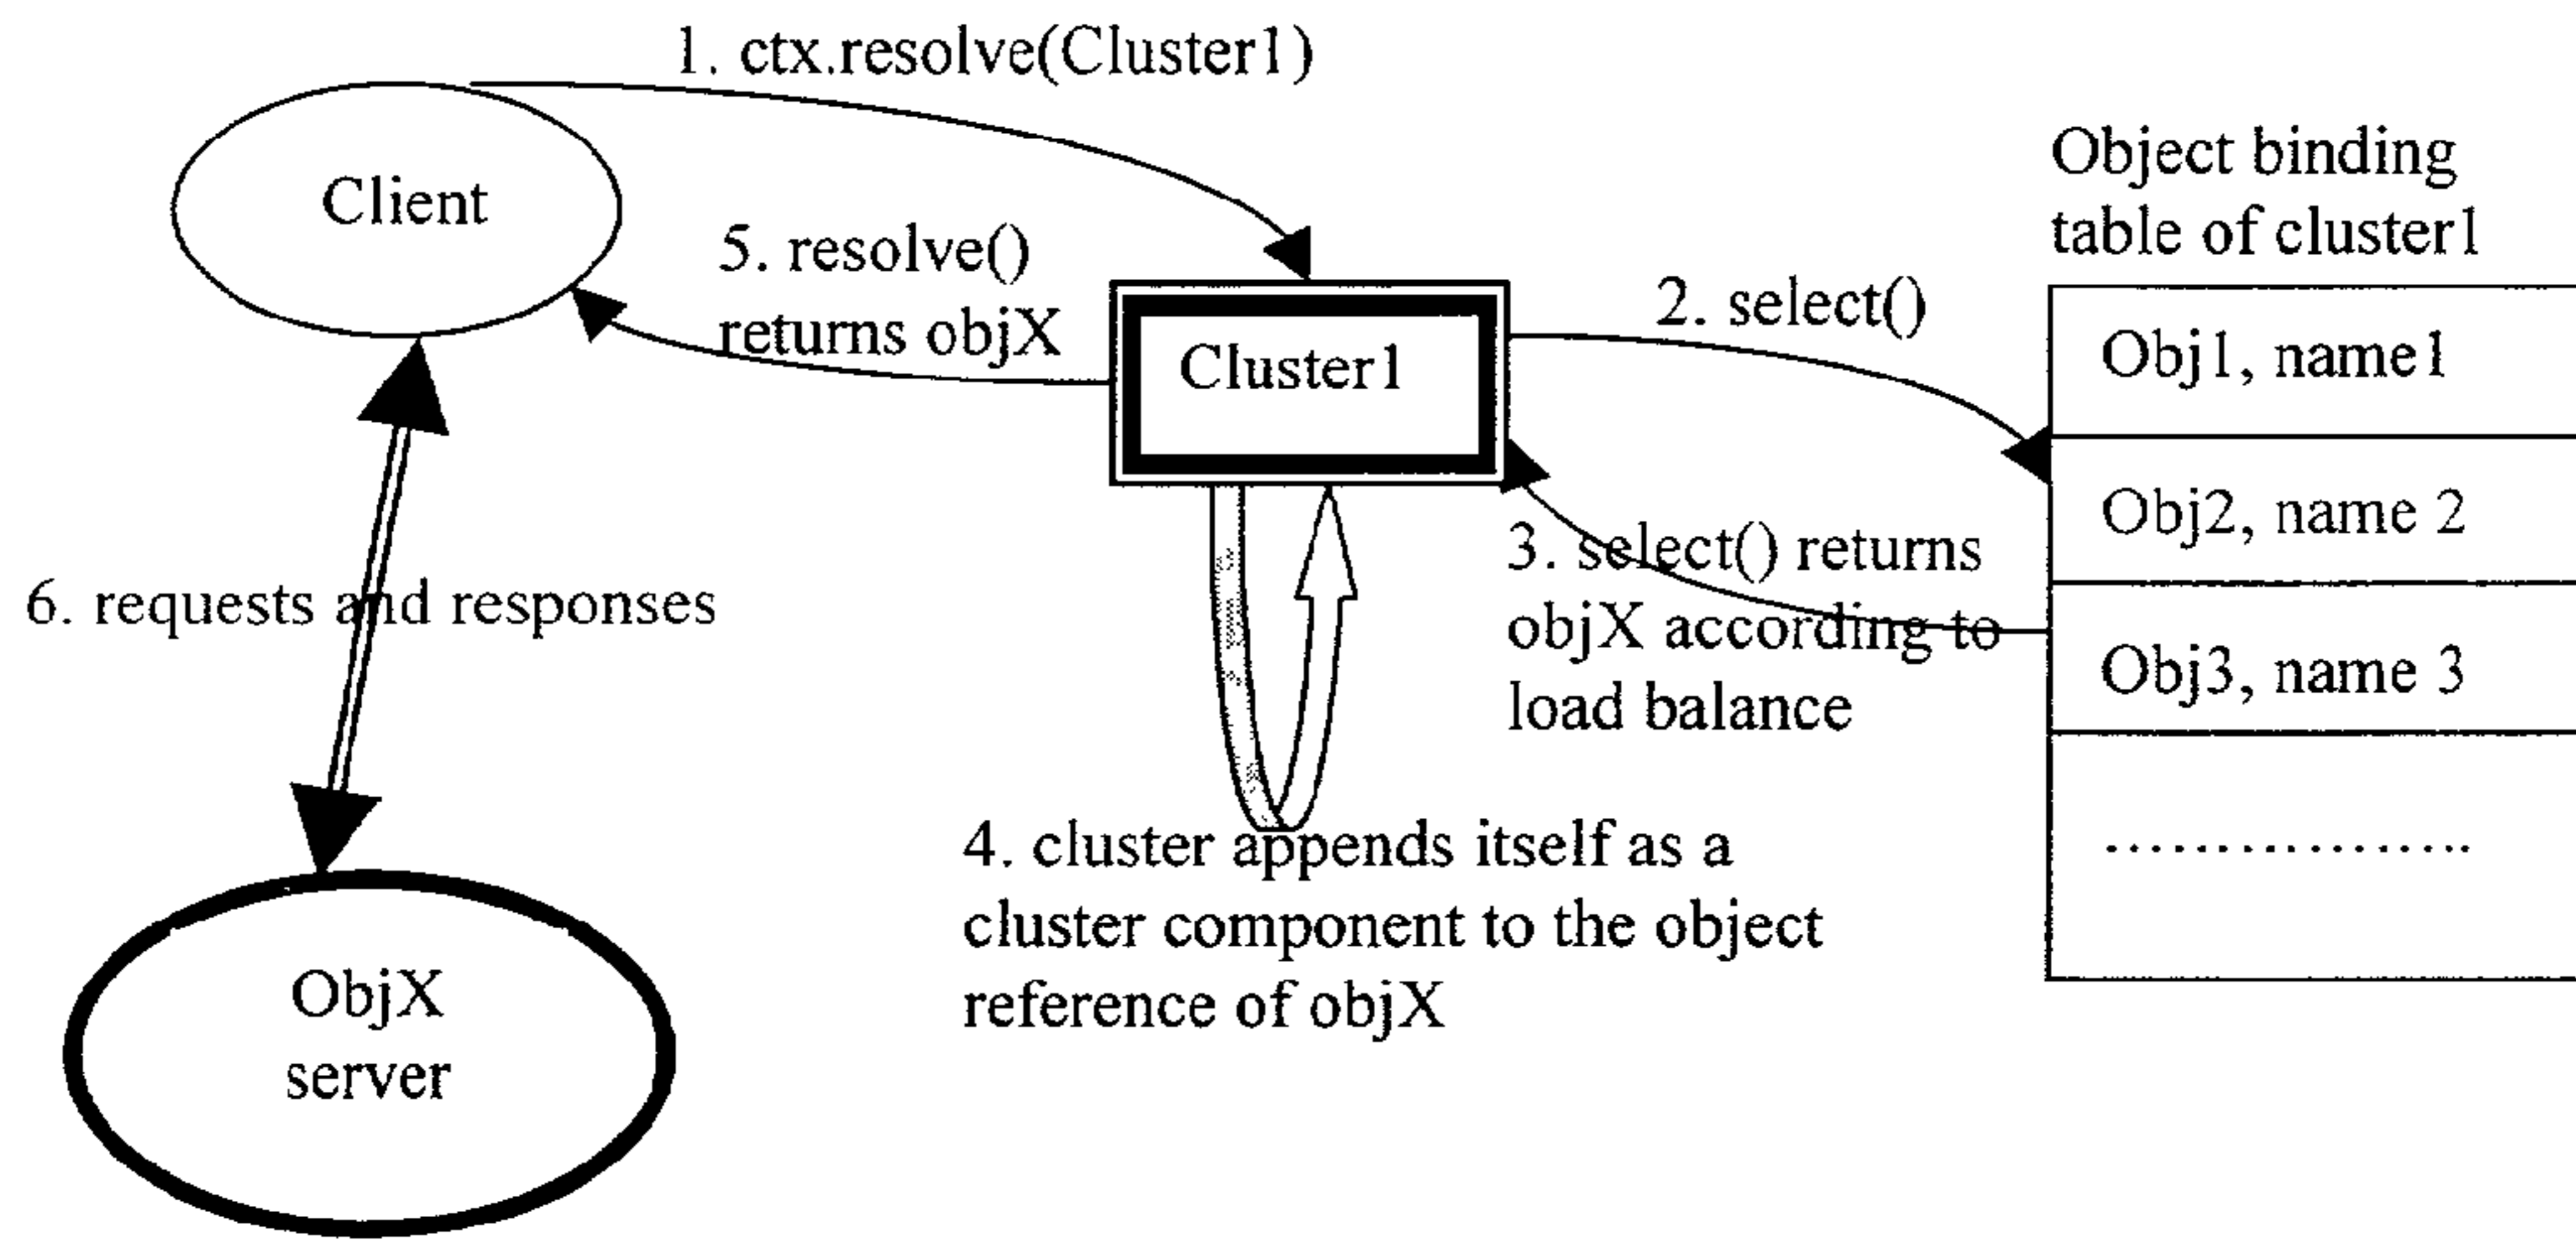 1. ctx.resolve(Cluster1)
Client
5. resolve()
returns objX
Cluster1
2. select()
Object binding
table of cluster1
Obj1, name1
Obj2, name 2
Obj3, name 3
................
3. select() returns
objX according to
load balance
4. cluster appends itself as a
cluster component to the object
reference of objX
6. requests and responses
ObjX
server